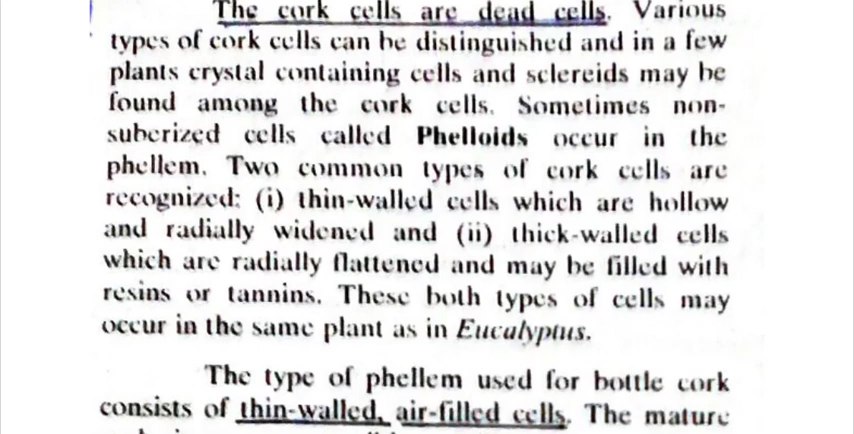 The cork cells are dead cells. Various
types of cork cells can be distinguished and in a few
plants crystal containing cells and sclereids may be
found among the cork cells. Sometimes non-
suberized cells called Phelloids occur in the
phellem. Two common types of cork cells are
recognized: (i) thin-walled cells which are hollow
and radially widened and (ii) thick-walled cells
which are radially flattened and may be filled with
resins or tannins. These both types of cells may
occur in the same plant as in Eucalyptus.
The type of phellem used for bottle cork
consists of thin-walled, air-filled cells. The mature